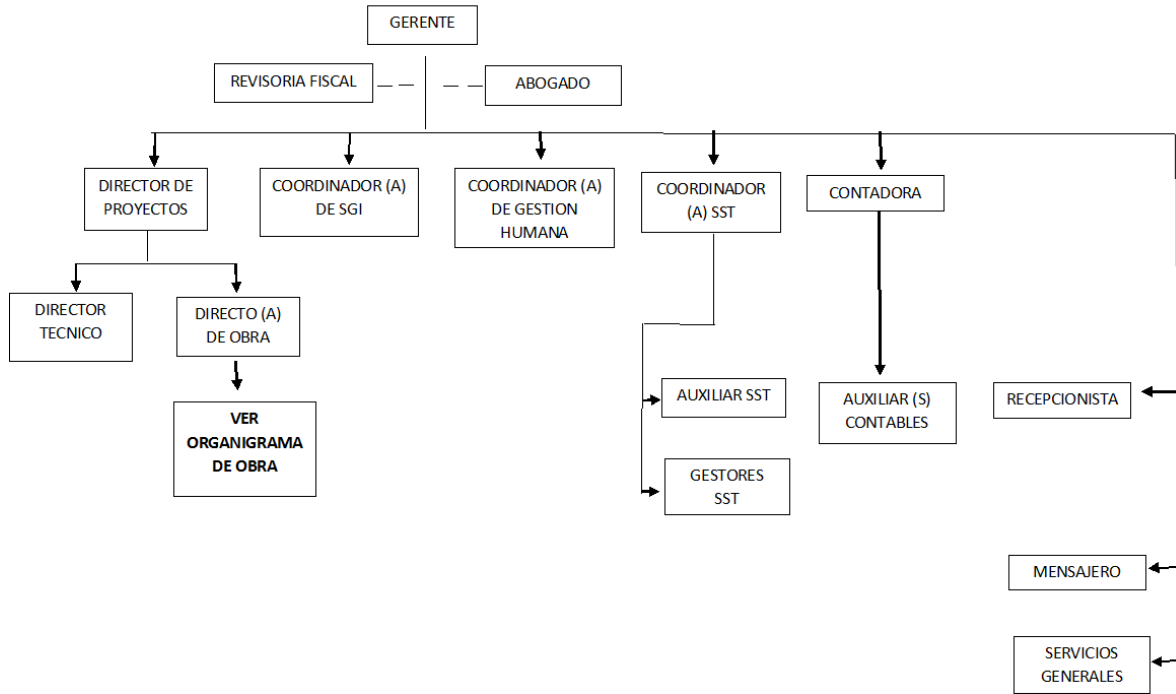 GERENTE
REVISORIA FISCAL
ABOGADO
DIRECTOR DE
PROYECTOS
COORDINADOR (A)
DE SGI
COORDINADOR (A)
DE GESTION
HUMANA
COORDINADOR
(A) SST
CONTADORA
DIRECTOR
TECNICO
DIRECTO (A)
DE OBRA
VER
ORGANIGRAMA
DE OBRA
AUXILIAR SST
AUXILIAR (S)
CONTABLES
RECEPCIONISTA
GESTORES
SST
MENSAJERO
SERVICIOS
GENERALES